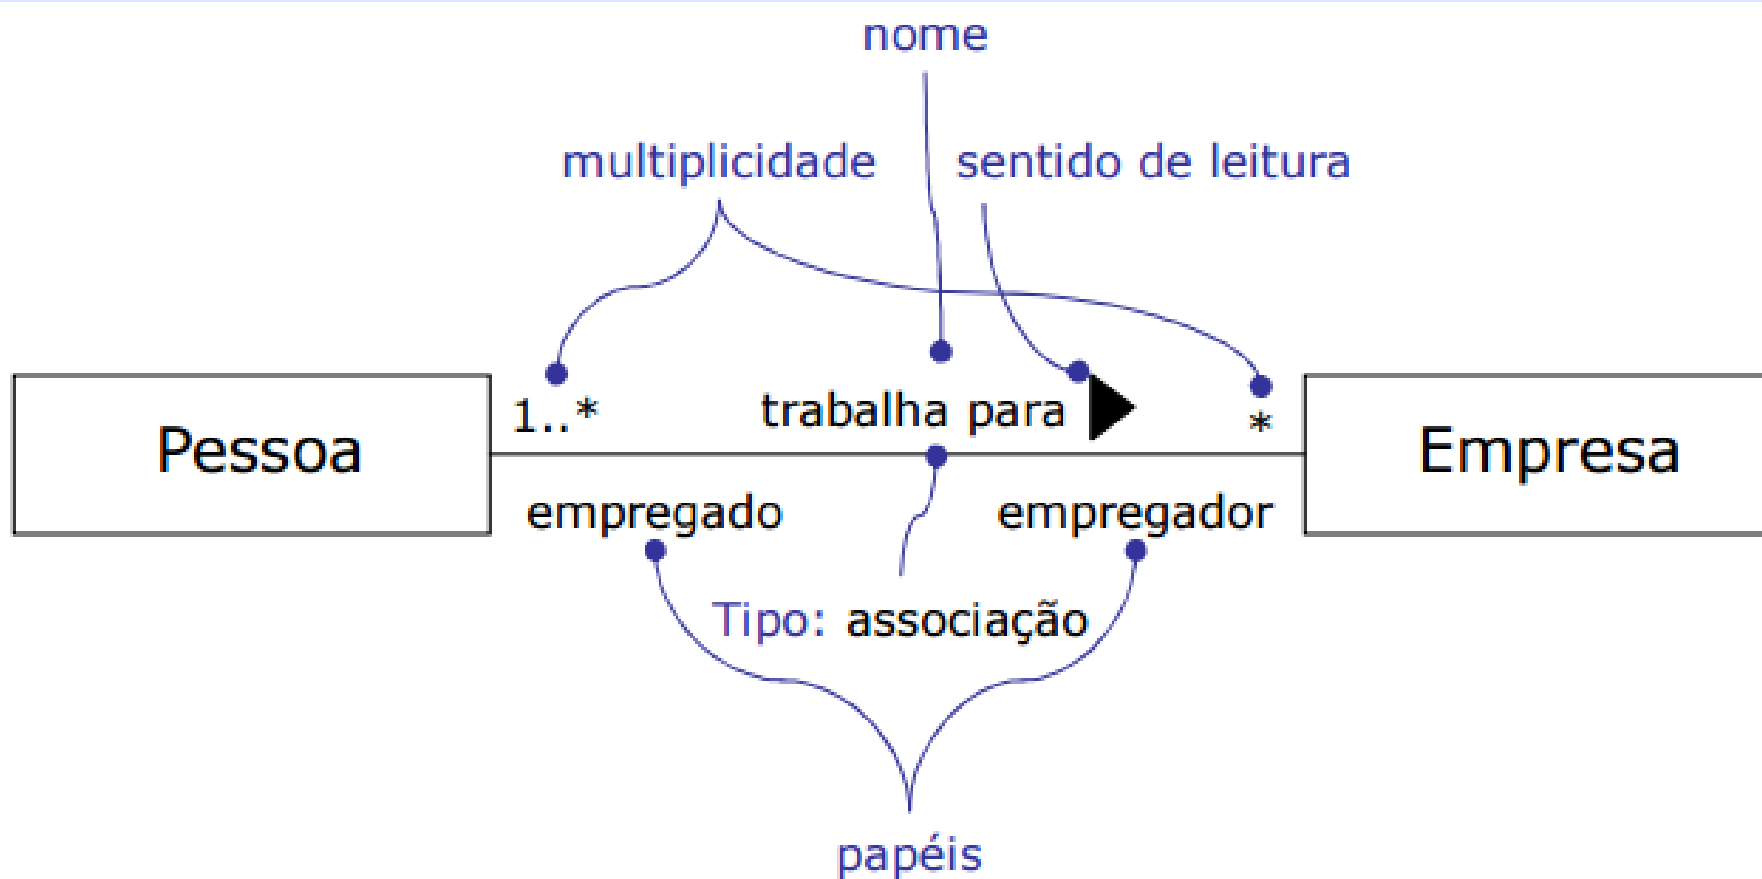 nome
multiplicidade
sentido de leitura
1..*
trabalha para
*
Pessoa
Empresa
empregado
empregador
Tipo: associação
papéis